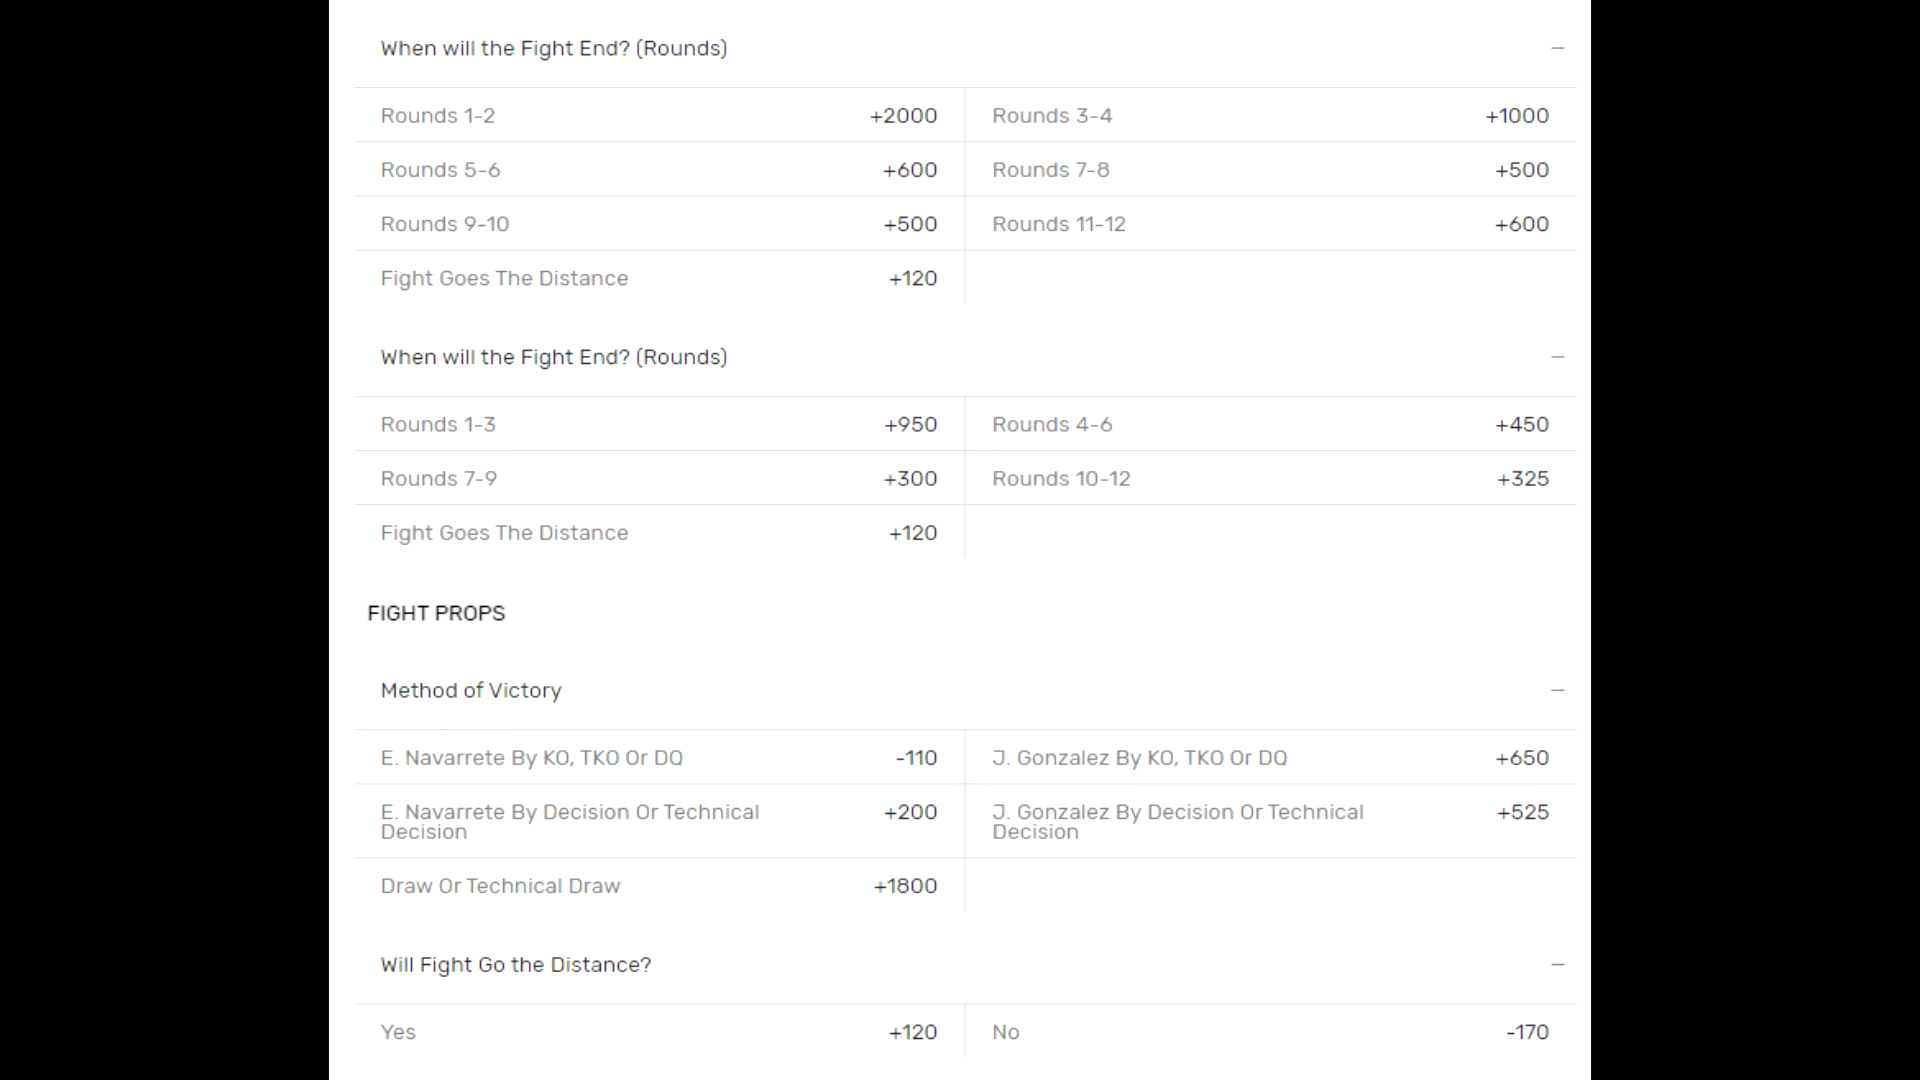 When will the Fight End? (Rounds)
Rounds 1-2 +2000 Rounds 3-4 +1000
Rounds 5-6 +600 Rounds 7-8 +500
Rounds 9-10 +500 Rounds 11-12 +600
Fight Goes The Distance +120
When will the Fight End? (Rounds)
Rounds 1-3 +950 Rounds 4-6 +450
Rounds 7-9 +300 Rounds 10-12 +325
Fight Goes The Distance +120
FIGHT PROPS
Method of Victory
E. Navarrete By KO, TKO Or DQ -110 J. Gonzalez By KO, TKO Or DQ +650
E. Navarrete By Decision Or Technical +200 J. Gonzalez By Decision Or Technical +525
Decision Decision
Draw Or Technical Draw +1800
Will Fight Go the Distance?
Yes +120 No -170